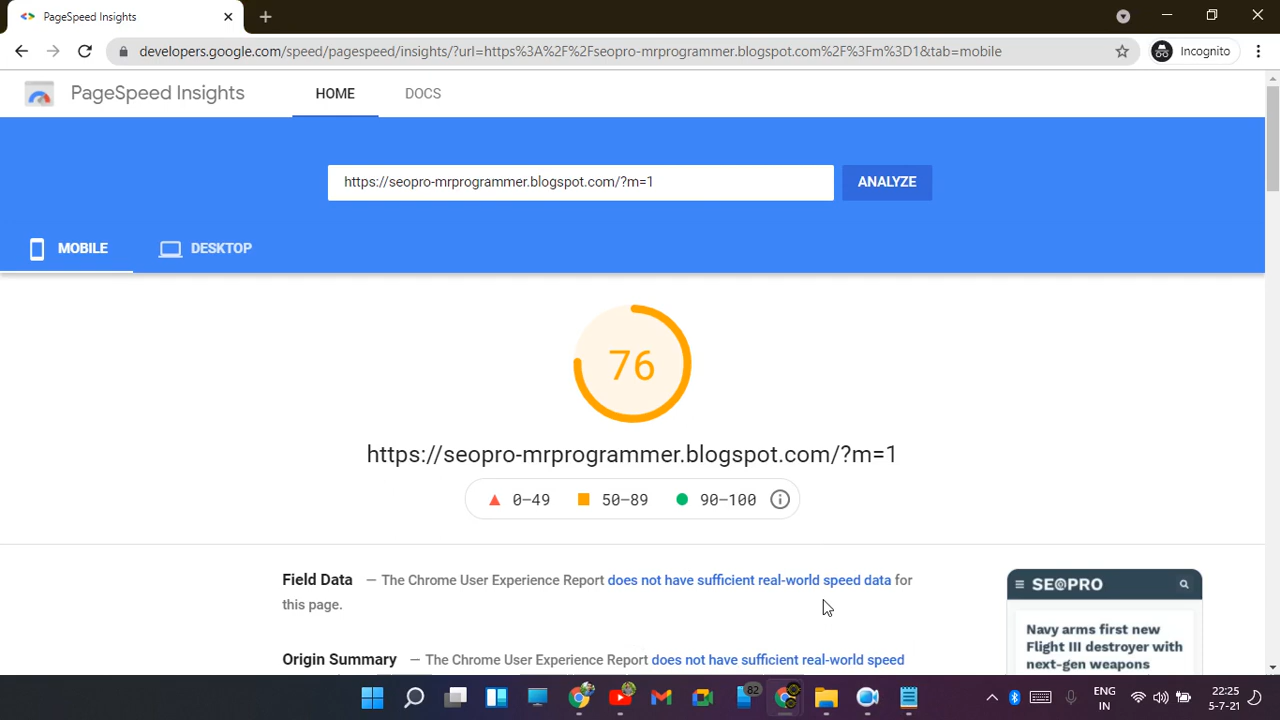 PageSpeed Insights
developers.google.com/speed/pagespeed/insights/?url=https%3A%2F%2Fseopro-mrprogrammer.blogspot.com%2F%3Fm%3D1&tab=mobile
Incognito
PageSpeed Insights
HOME
DOCS
https://seopro-mrprogrammer.blogspot.com/?m=1
ANALYZE
MOBILE
DESKTOP
76
https://seopro-mrprogrammer.blogspot.com/?m=1
0–49
50–89
90–100
Field Data — The Chrome User Experience Report does not have sufficient real-world speed data for
this page.
SE@PRO
Navy arms first new
Flight III destroyer with
next-gen weapons
Origin Summary — The Chrome User Experience Report does not have sufficient real-world speed
82
ENG
IN
22:25
5-7-21